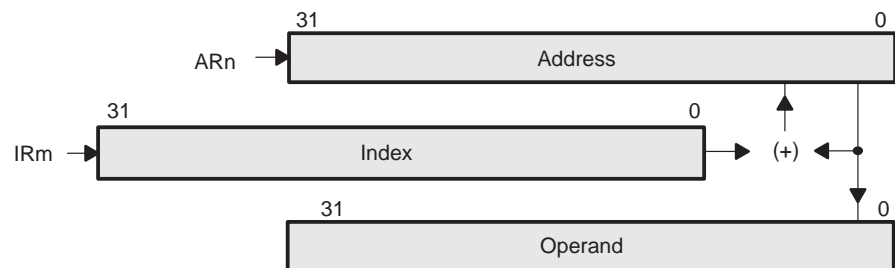 31 0
ARn Address
31 0
IRm Index (+)
31 0
Operand